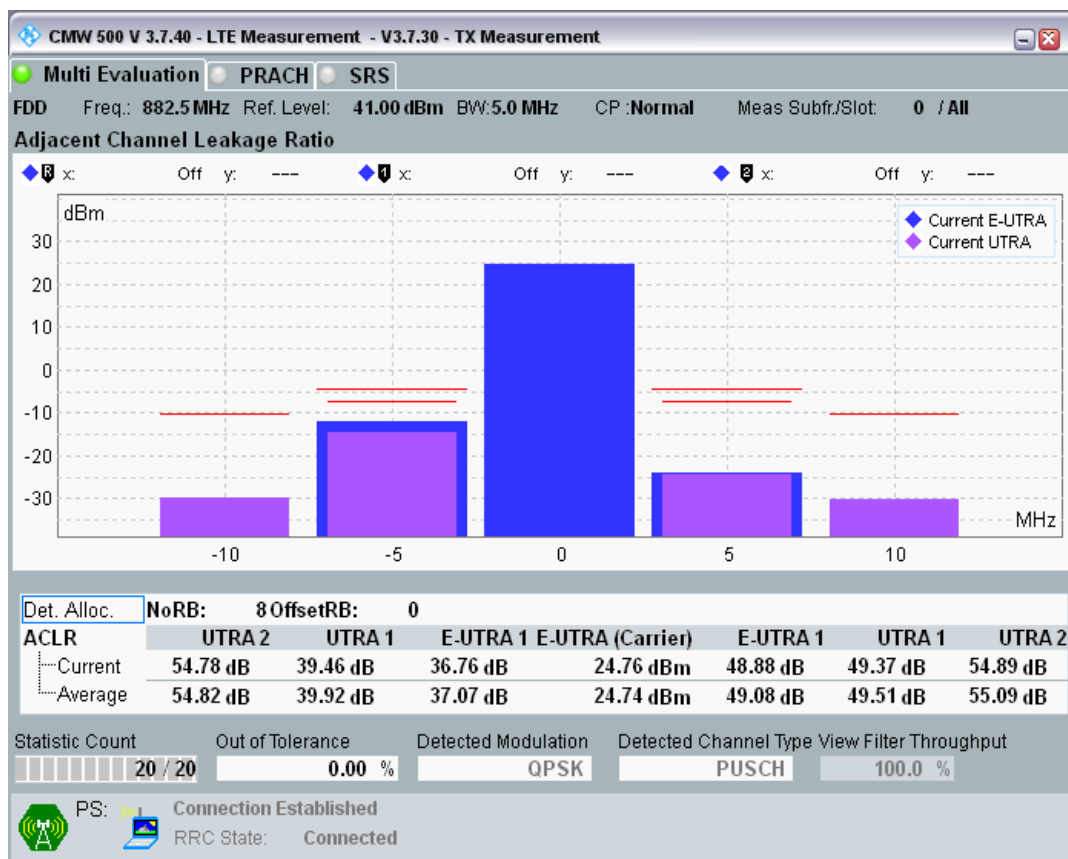 CMW 500 V 3.7.40 - LTE Measurement - V3.7.30 - TX Measurement
Multi Evaluation PRACH SRS
FDD Freq.: 882.5 MHz Ref. Level: 41.00 dBm BW:5.0 MHz CP :Normal Meas Subfr./Slot: 0 / All
Adjacent Channel Leakage Ratio
R x: Off y: --- 1 x: Off y: --- 2 x: Off y: ---
dBm
Current E-UTRA
Current UTRA
30
20
10
0
-10
-20
-30
MHz
-10 -5 0 5 10
Det. Alloc. NoRB: 8 OffsetRB: 0
ACLR UTRA 2 UTRA 1 E-UTRA 1 E-UTRA (Carrier) E-UTRA 1 UTRA 1 UTRA 2
Current 54.78 dB 39.46 dB 36.76 dB 24.76 dBm 48.88 dB 49.37 dB 54.89 dB
Average 54.82 dB 39.92 dB 37.07 dB 24.74 dBm 49.08 dB 49.51 dB 55.09 dB
Statistic Count Out of Tolerance Detected Modulation Detected Channel Type View Filter Throughput
20 / 20 0.00 % QPSK PUSCH 100.0 %
PS: Connection Established
RRC State: Connected